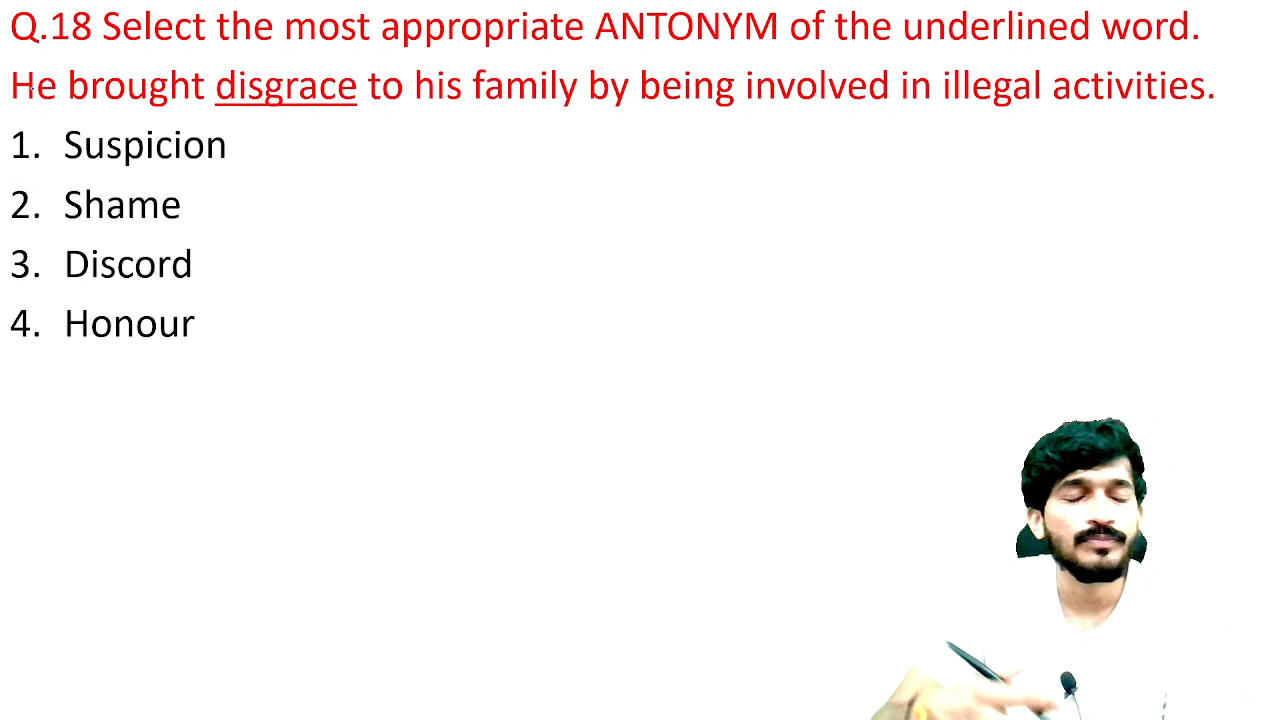 Q.18 Select the most appropriate ANTONYM of the underlined word.
He brought disgrace to his family by being involved in illegal activities.
1. Suspicion
2. Shame
3. Discord
4. Honour